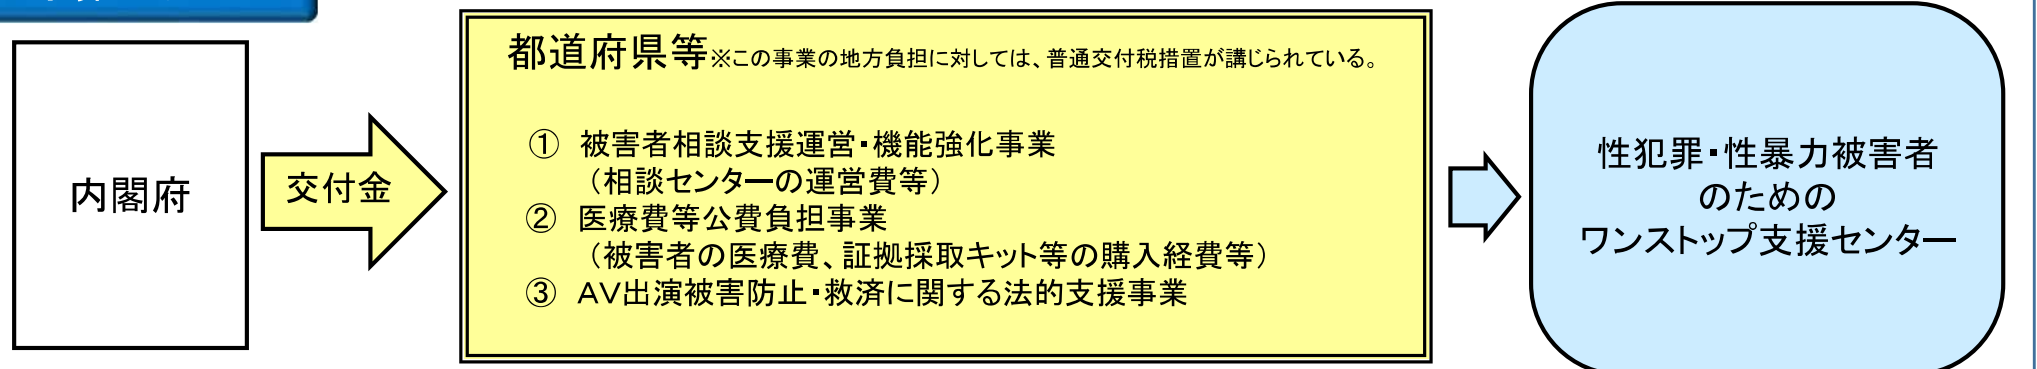 内閣府
交付金
都道府県等※この事業の地方負担に対しては、普通交付税措置が講じられている。
① 被害者相談支援運営・機能強化事業
（相談センターの運営費等）
② 医療費等公費負担事業
（被害者の医療費、証拠採取キット等の購入経費等）
③ AV出演被害防止・救済に関する法的支援事業
性犯罪・性暴力被害者
のための
ワンストップ支援センター